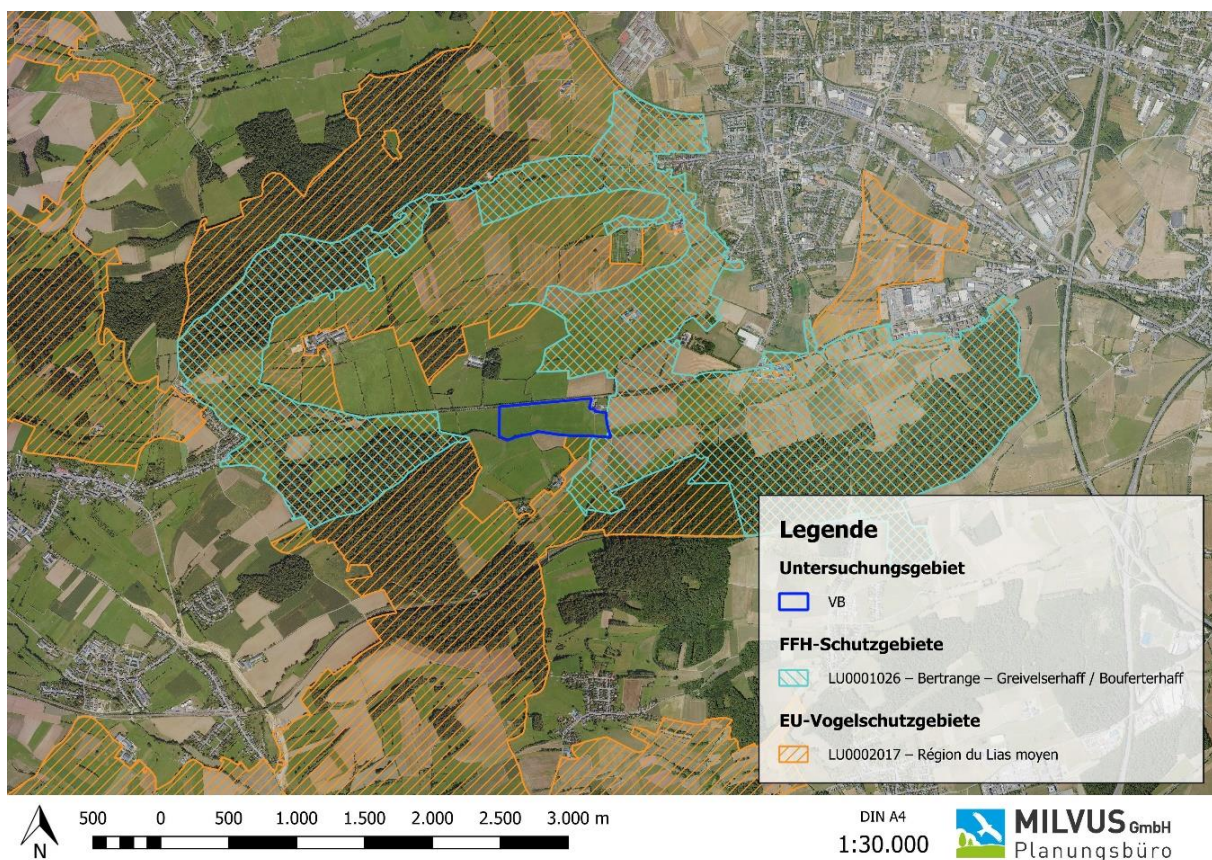 Legende
Untersuchungsgebiet
VB
FFH-Schutzgebiete
LU0001026 – Bertrange – Greivelserhaff / Bouferterhaff
EU-Vogelschutzgebiete
LU0002017 – Région du Lias moyen
N
500 0 500 1.000 1.500 2.000 2.500 3.000 m
DIN A4
1:30.000
MILVUS GmbH
Planungsbüro